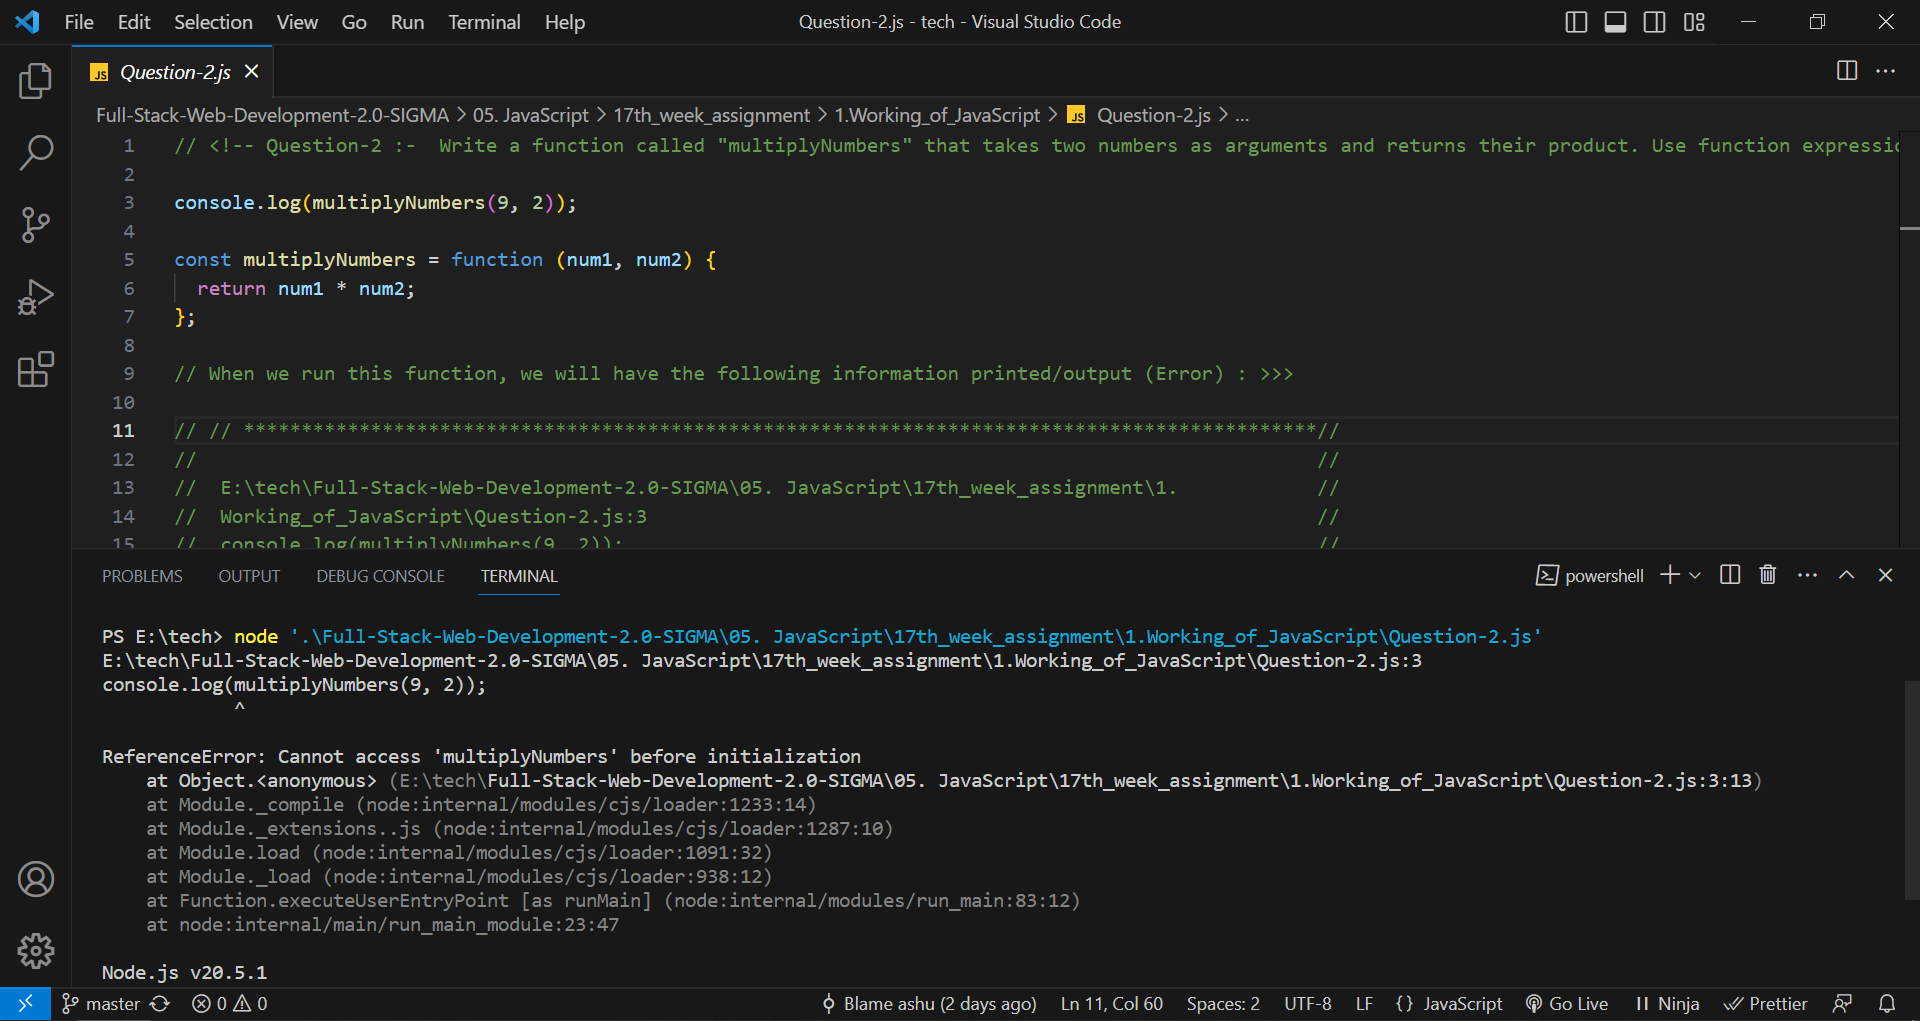 File Edit Selection View Go Run Terminal Help Question-2.js - tech - Visual Studio Code
JS Question-2.js
Full-Stack-Web-Development-2.0-SIGMA > 05. JavaScript > 17th_week_assignment > 1.Working_of_JavaScript > JS Question-2.js > ...
1 // <!-- Question-2 :-  Write a function called "multiplyNumbers" that takes two numbers as arguments and returns their product. Use function
2
3 console.log(multiplyNumbers(9, 2));
4
5 const multiplyNumbers = function (num1, num2) {
6   return num1 * num2;
7 };
8
9 // When we run this function, we will have the following information printed/output (Error) : >>>
10
11 // // *********************************************************************************************//
12 // //
13 //  E:\tech\Full-Stack-Web-Development-2.0-SIGMA\05. JavaScript\17th_week_assignment\1. //
14 //  Working_of_JavaScript\Question-2.js:3 //
15 //  console.log(multiplyNumbers(9, 2)); //
PROBLEMS OUTPUT DEBUG CONSOLE TERMINAL powershell
PS E:\tech> node '.\Full-Stack-Web-Development-2.0-SIGMA\05. JavaScript\17th_week_assignment\1.Working_of_JavaScript\Question-2.js'
E:\tech\Full-Stack-Web-Development-2.0-SIGMA\05. JavaScript\17th_week_assignment\1.Working_of_JavaScript\Question-2.js:3
console.log(multiplyNumbers(9, 2));
            ^
ReferenceError: Cannot access 'multiplyNumbers' before initialization
    at Object.<anonymous> (E:\tech\Full-Stack-Web-Development-2.0-SIGMA\05. JavaScript\17th_week_assignment\1.Working_of_JavaScript\Question-2.js:3:13)
    at Module._compile (node:internal/modules/cjs/loader:1233:14)
    at Module._extensions..js (node:internal/modules/cjs/loader:1287:10)
    at Module.load (node:internal/modules/cjs/loader:1091:32)
    at Module._load (node:internal/modules/cjs/loader:938:12)
    at Function.executeUserEntryPoint [as runMain] (node:internal/modules/run_main:83:12)
    at node:internal/main/run_main_module:23:47
Node.js v20.5.1
master 0 0 Blame ashu (2 days ago) Ln 11, Col 60 Spaces: 2 UTF-8 LF {} JavaScript Go Live Ninja Prettier